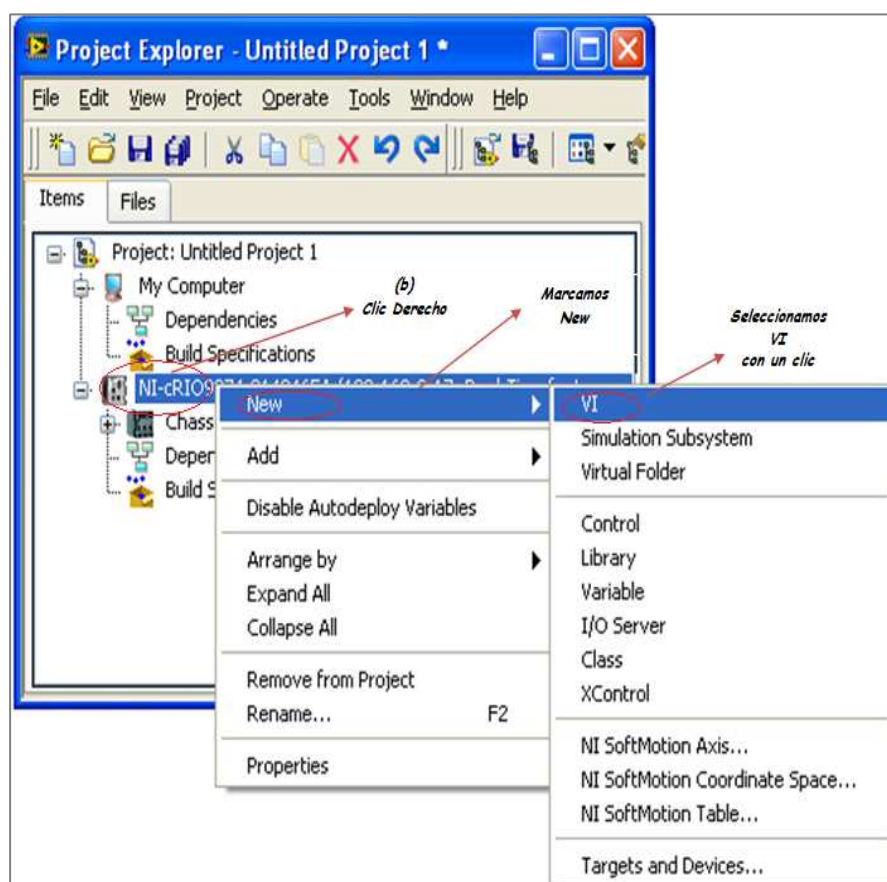 Project Explorer - Untitled Project 1 *
File Edit View Project Operate Tools Window Help
Items Files
Project: Untitled Project 1
My Computer
Dependencies
Build Specifications
(b)
Clic Derecho
Marcamos
New
Seleccionamos
VI
con un clic
Chass
Depen
Build S
New
Add
Disable Autodeploy Variables
Arrange by
Expand All
Collapse All
Remove from Project
Rename... F2
Properties
VI
Simulation Subsystem
Virtual Folder
Control
Library
Variable
I/O Server
Class
XControl
NI SoftMotion Axis...
NI SoftMotion Coordinate Space...
NI SoftMotion Table...
Targets and Devices...